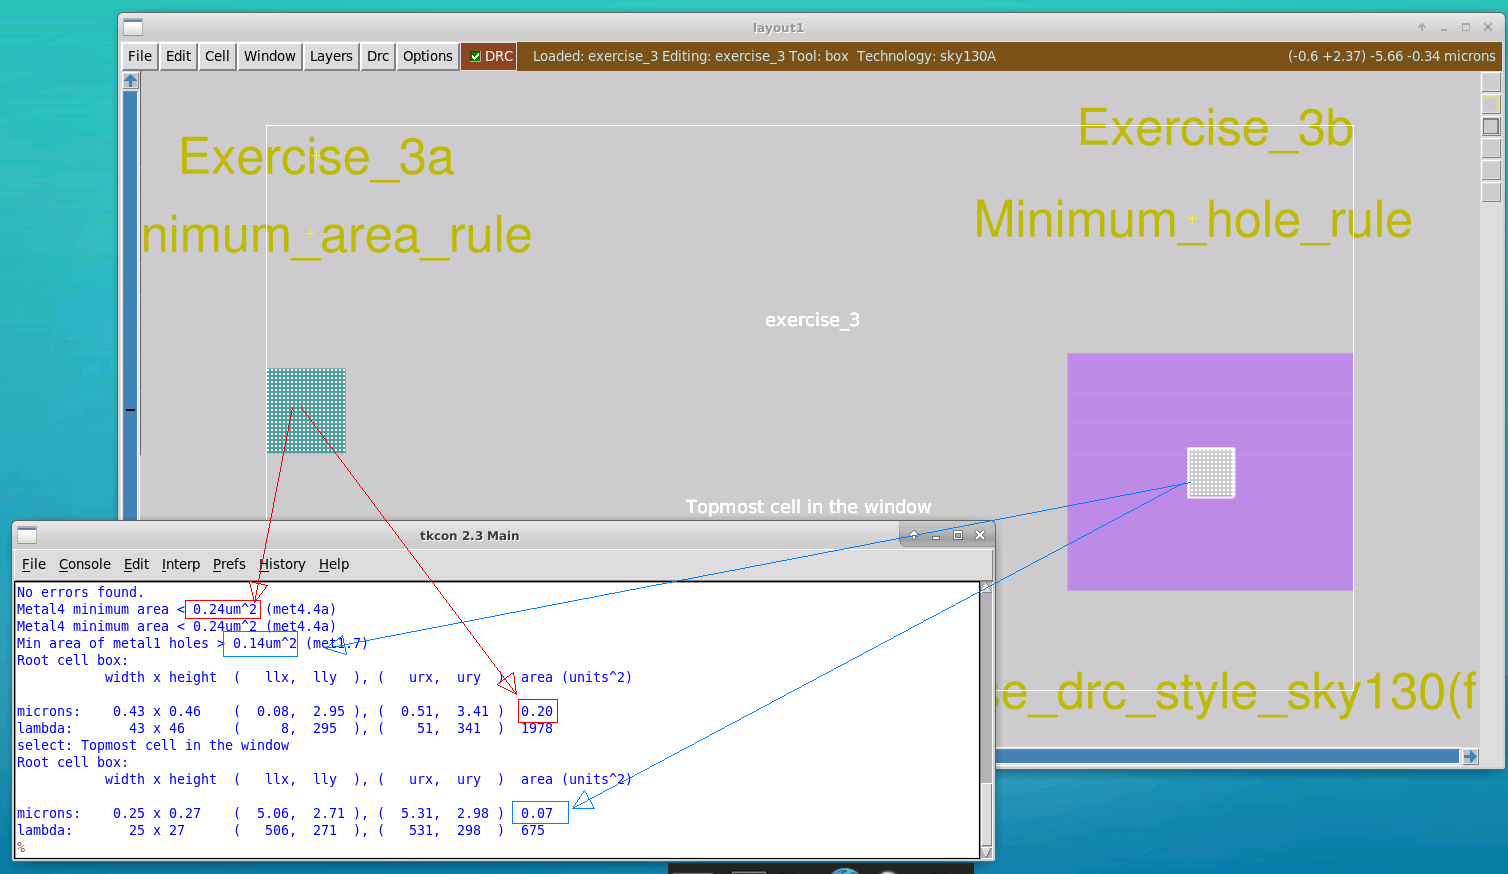 layout1
File Edit Cell Window Layers Drc Options DRC Loaded: exercise_3 Editing: exercise_3 Tool: box Technology: sky130A (-0.6 +2.37) -5.66 -0.34 microns
Exercise_3a
Exercise_3b
nimum_area_rule
Minimum_hole_rule
exercise_3
Topmost cell in the window
se_drc_style_sky130(f
tkcon 2.3 Main
File Console Edit Interp Prefs History Help
No errors found.
Metal4 minimum area < 0.24um^2 (met4.4a)
Metal4 minimum area < 0.24um^2 (met4.4a)
Min area of metal1 holes > 0.14um^2 (met1.7)
Root cell box:
width x height ( llx, lly ), ( urx, ury ) area (units^2)
microns: 0.43 x 0.46 ( 0.08, 2.95 ), ( 0.51, 3.41 ) 0.20
lambda: 43 x 46 ( 8, 295 ), ( 51, 341 ) 1978
select: Topmost cell in the window
Root cell box:
width x height ( llx, lly ), ( urx, ury ) area (units^2)
microns: 0.25 x 0.27 ( 5.06, 2.71 ), ( 5.31, 2.98 ) 0.07
lambda: 25 x 27 ( 506, 271 ), ( 531, 298 ) 675
%